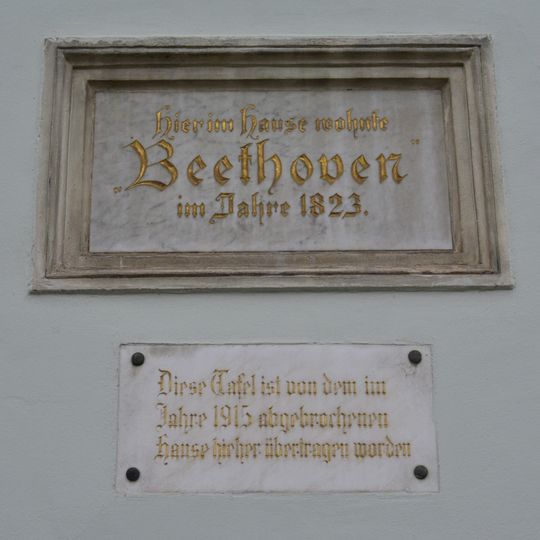 Hier im Hause wohnte
„Beethoven"
im Jahre 1823.
Diese Tafel ist von dem im
Jahre 1915 abgebrochenen
Hause hieher übertragen worden